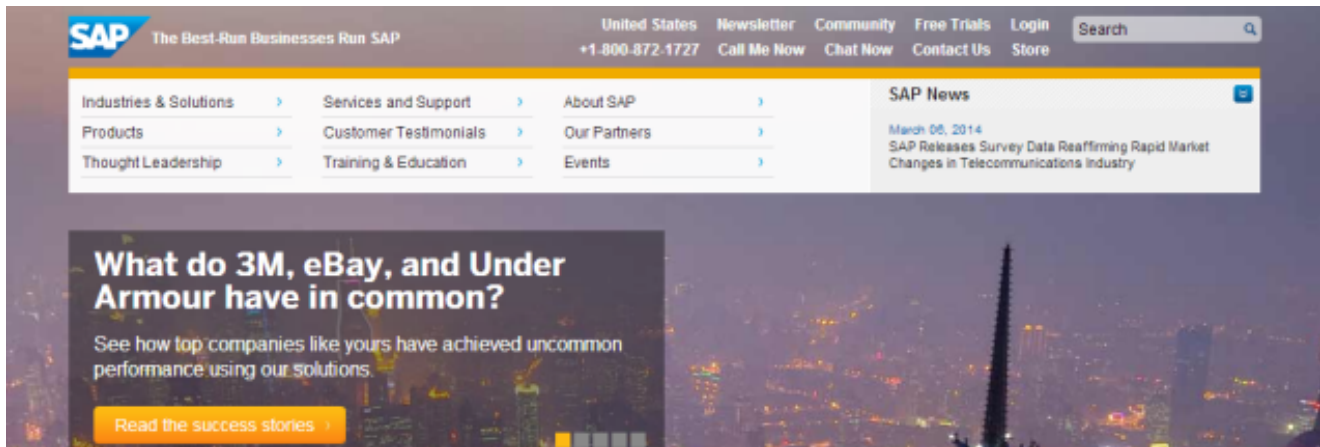 SAP The Best-Run Businesses Run SAP
United States Newsletter Community Free Trials Login
+1-800-872-1727 Call Me Now Chat Now Contact Us Store
Search
Industries & Solutions
Products
Thought Leadership
Services and Support
Customer Testimonials
Training & Education
About SAP
Our Partners
Events
SAP News
March 06, 2014
SAP Releases Survey Data Reaffirming Rapid Market
Changes in Telecommunications Industry
What do 3M, eBay, and Under
Armour have in common?
See how top companies like yours have achieved uncommon
performance using our solutions.
Read the success stories